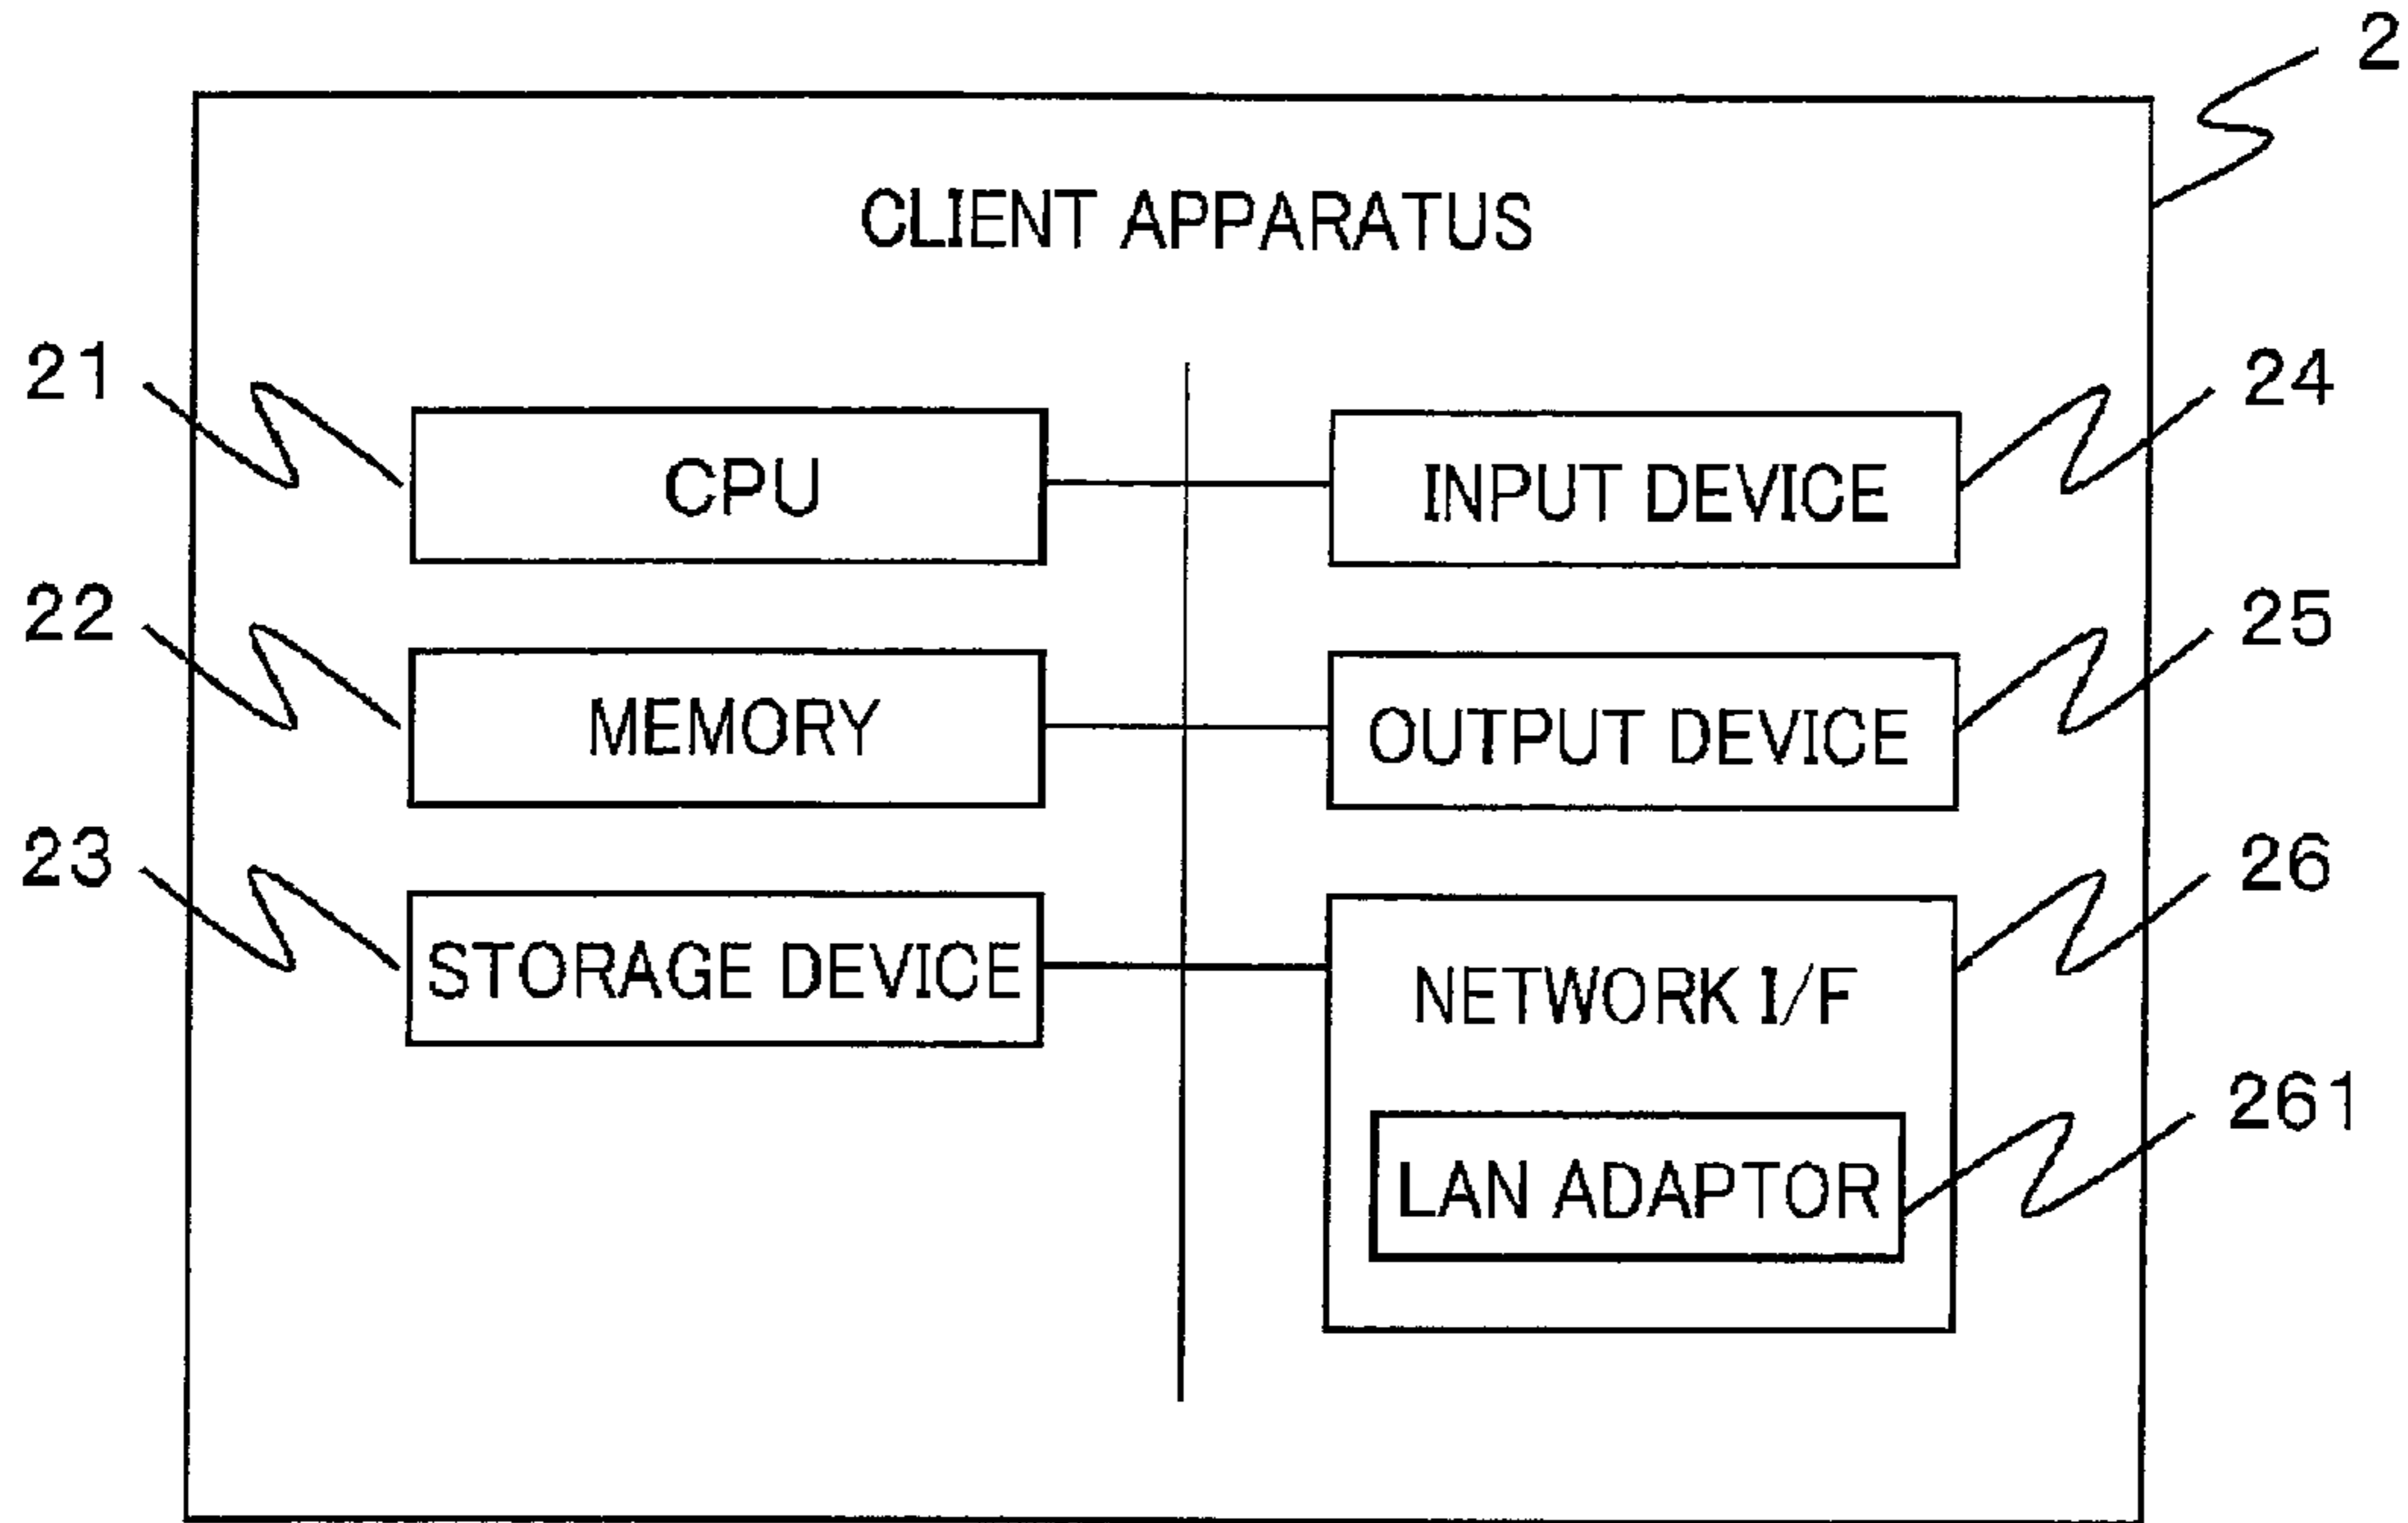 2
CLIENT APPARATUS
21
CPU
INPUT DEVICE
24
22
MEMORY
OUTPUT DEVICE
25
23
STORAGE DEVICE
NETWORK I/F
26
LAN ADAPTOR
261